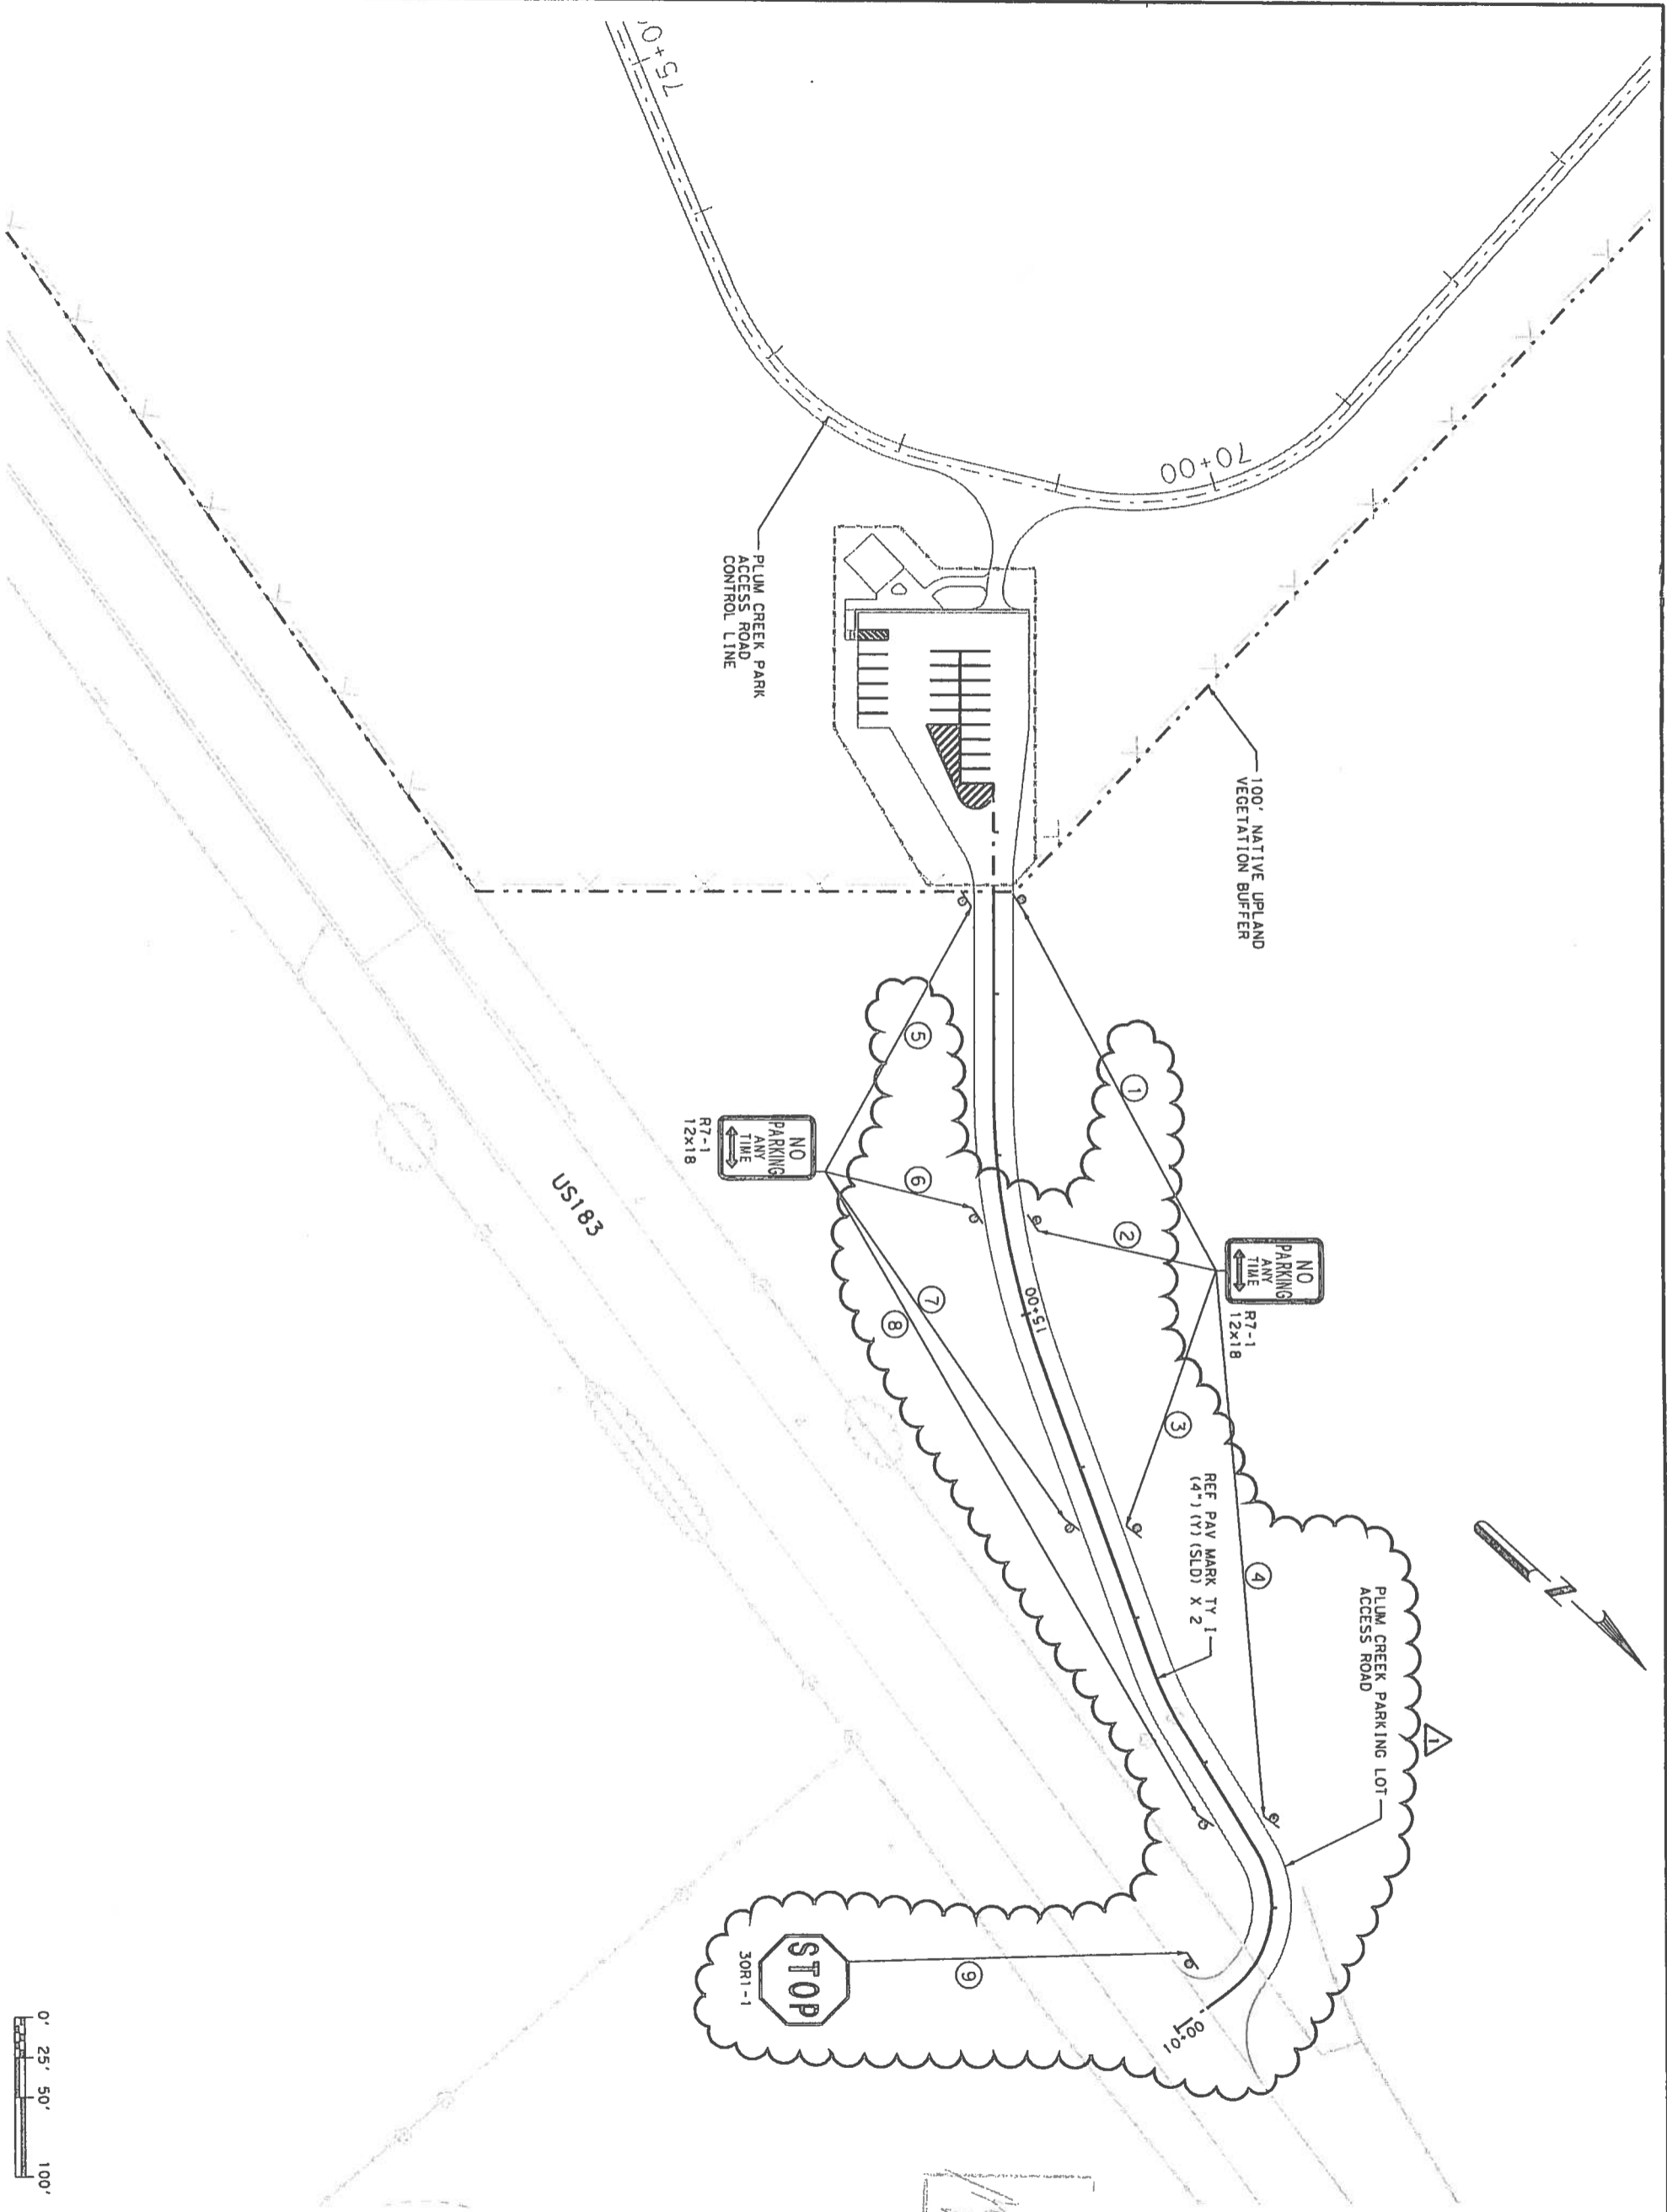 75+0
70+00
PLUM CREEK PARK
ACCESS ROAD
CONTROL LINE
100' NATIVE UPLAND
VEGETATION BUFFER
1
5
NO
PARKING
ANY
TIME
R7-1
12x18
6
2
NO
PARKING
ANY
TIME
R7-1
12x18
US183
7
8
15+00
3
4
REF PAV MARK TY I
(4") (Y) (SLD) X 2
PLUM CREEK PARKING LOT
ACCESS ROAD
N
1
STOP
30R1-1
9
10+00
0' 25' 50' 100'